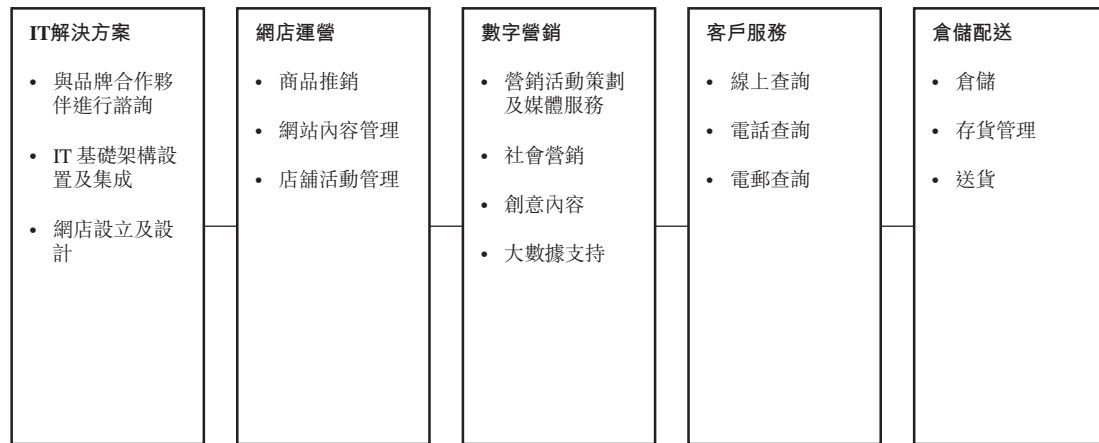 IT解決方案
• 與品牌合作夥
伴進行諮詢
• IT 基礎架構設
置及集成
• 網店設立及設
計
網店運營
• 商品推銷
• 網站內容管理
• 店舖活動管理
數字營銷
• 營銷活動策劃
及媒體服務
• 社會營銷
• 創意內容
• 大數據支持
客戶服務
• 線上查詢
• 電話查詢
• 電郵查詢
倉儲配送
• 倉儲
• 存貨管理
• 送貨